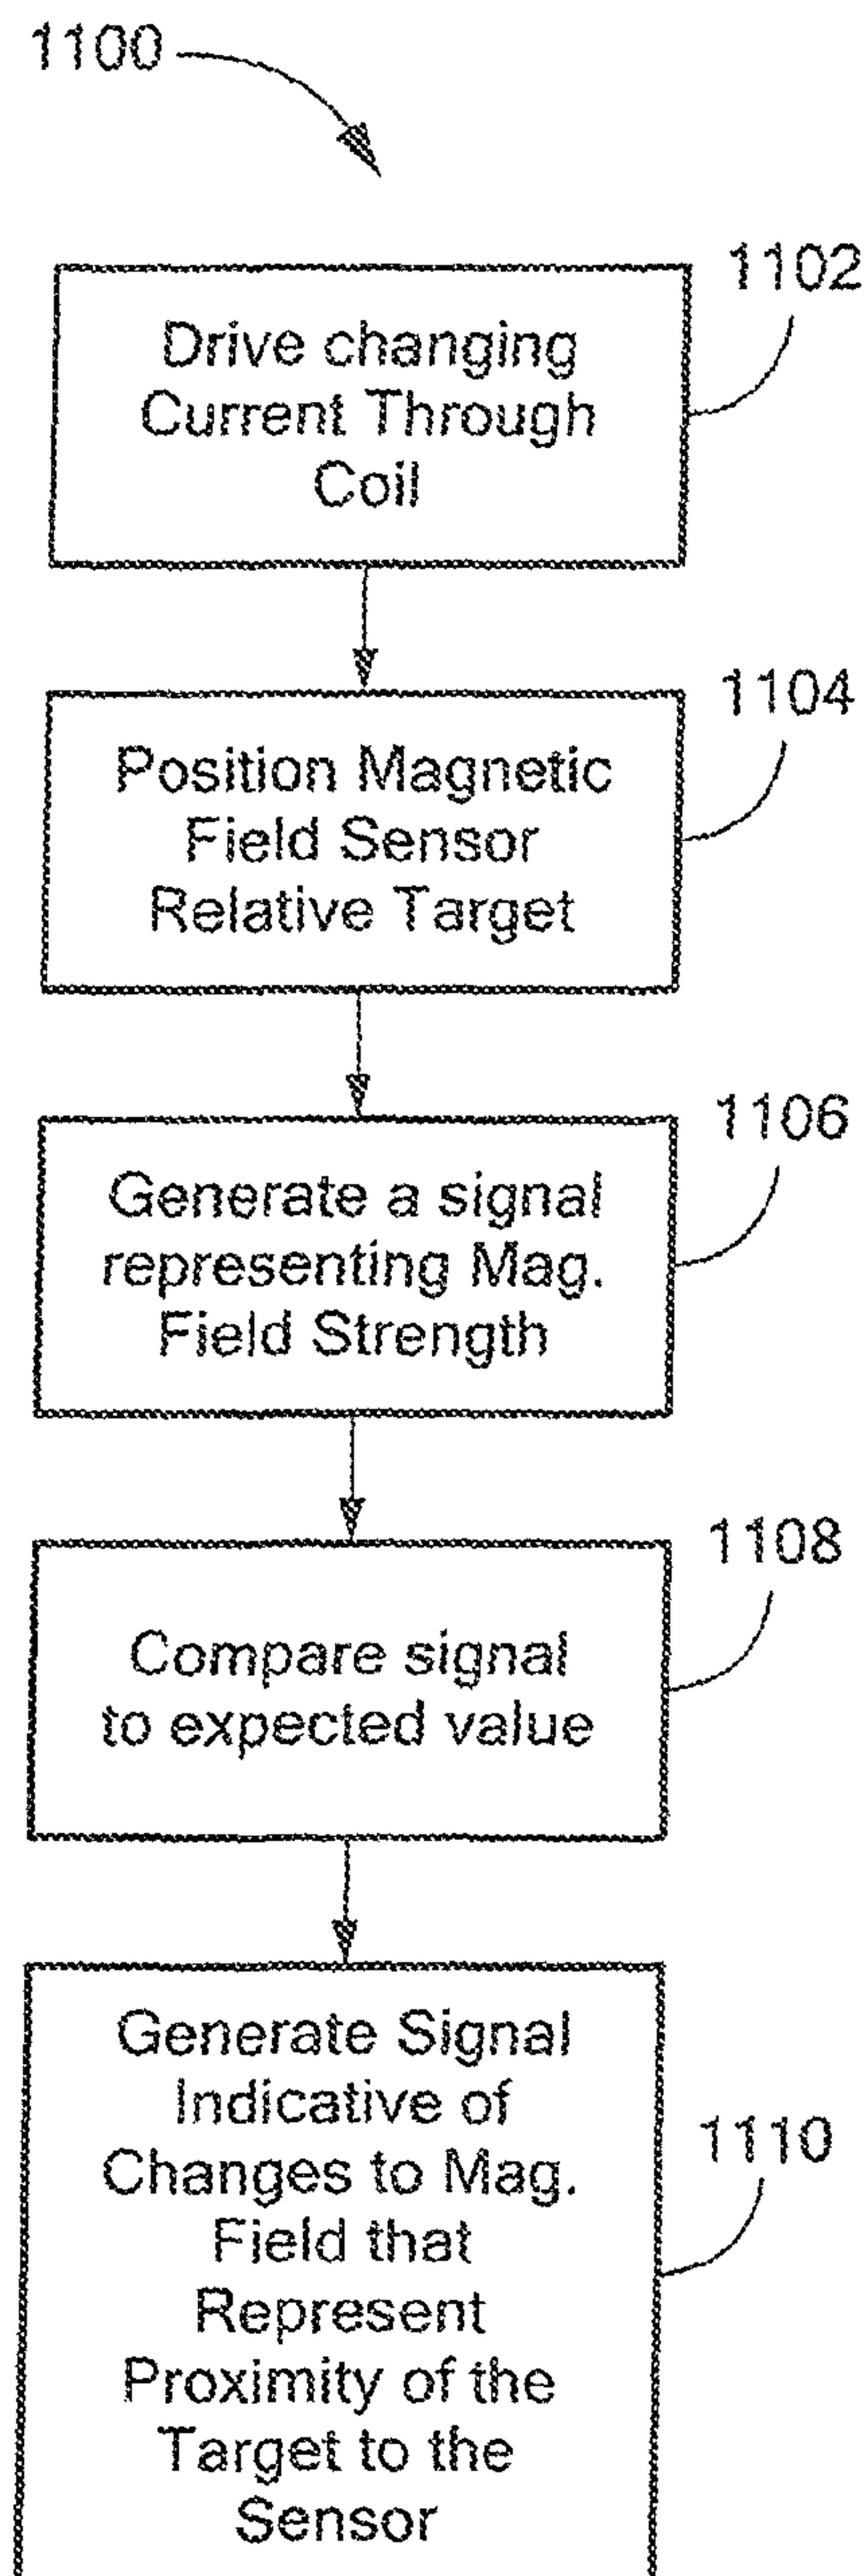 1100
1102
Drive changing
Current Through
Coil
1104
Position Magnetic
Field Sensor
Relative Target
1106
Generate a signal
representing Mag.
Field Strength
1108
Compare signal
to expected value
1110
Generate Signal
Indicative of
Changes to Mag.
Field that
Represent
Proximity of the
Target to the
Sensor